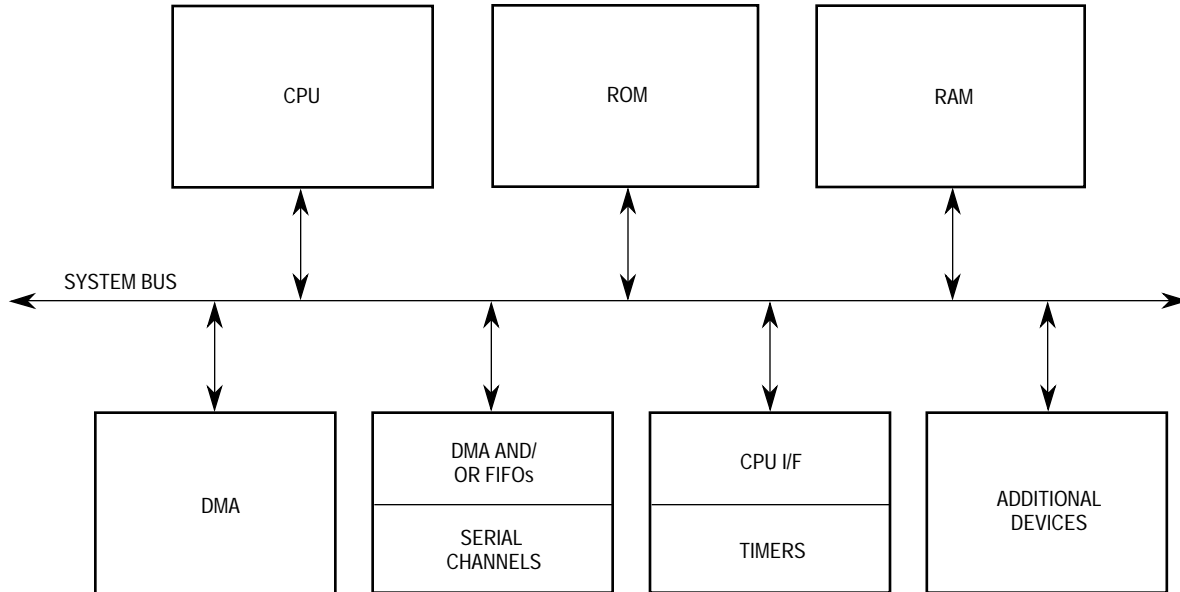 CPU
ROM
RAM
SYSTEM BUS
DMA
DMA AND/
OR FIFOs
SERIAL
CHANNELS
CPU I/F
TIMERS
ADDITIONAL
DEVICES